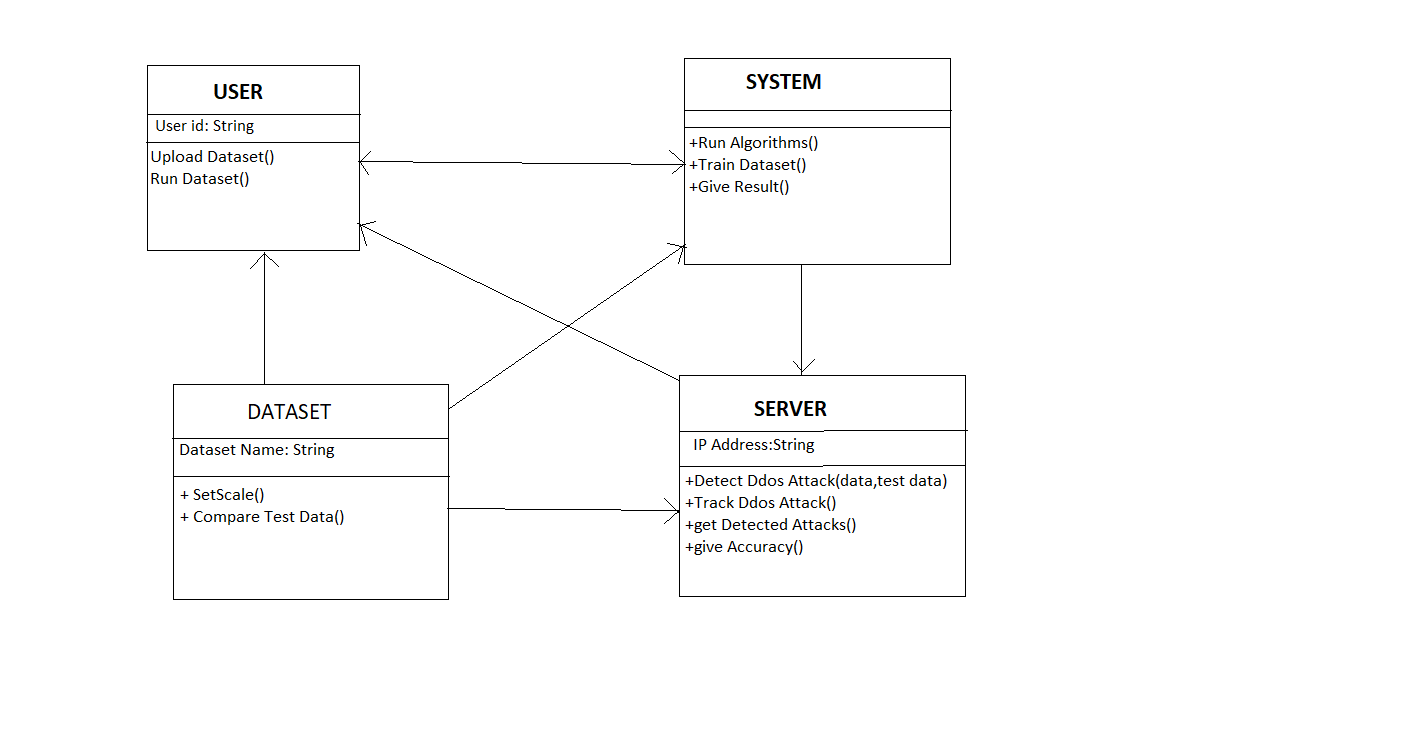 USER
User id: String
Upload Dataset()
Run Dataset()
SYSTEM
+Run Algorithms()
+Train Dataset()
+Give Result()
DATASET
Dataset Name: String
+ SetScale()
+ Compare Test Data()
SERVER
IP Address:String
+Detect Ddos Attack(data,test data)
+Track Ddos Attack()
+get Detected Attacks()
+give Accuracy()